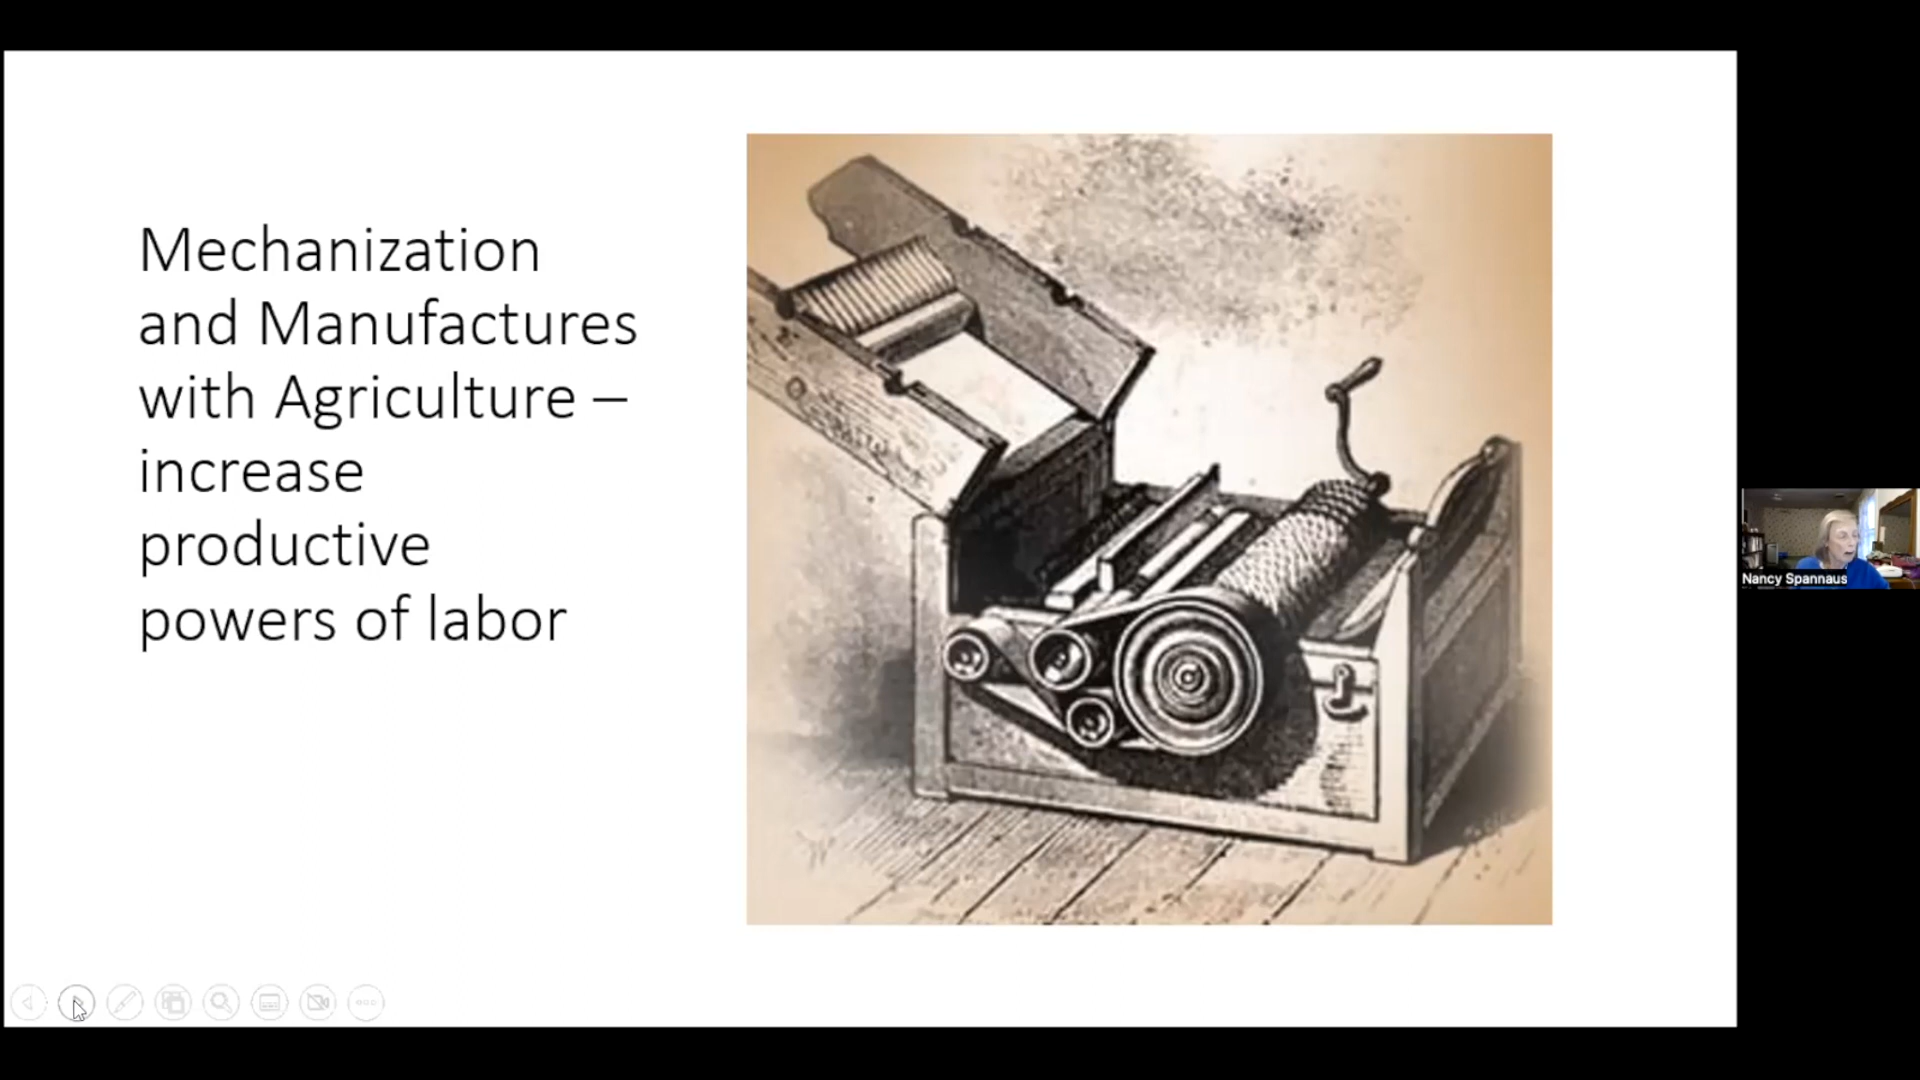 Mechanization
and Manufactures
with Agriculture –
increase
productive
powers of labor
Nancy Spannaus